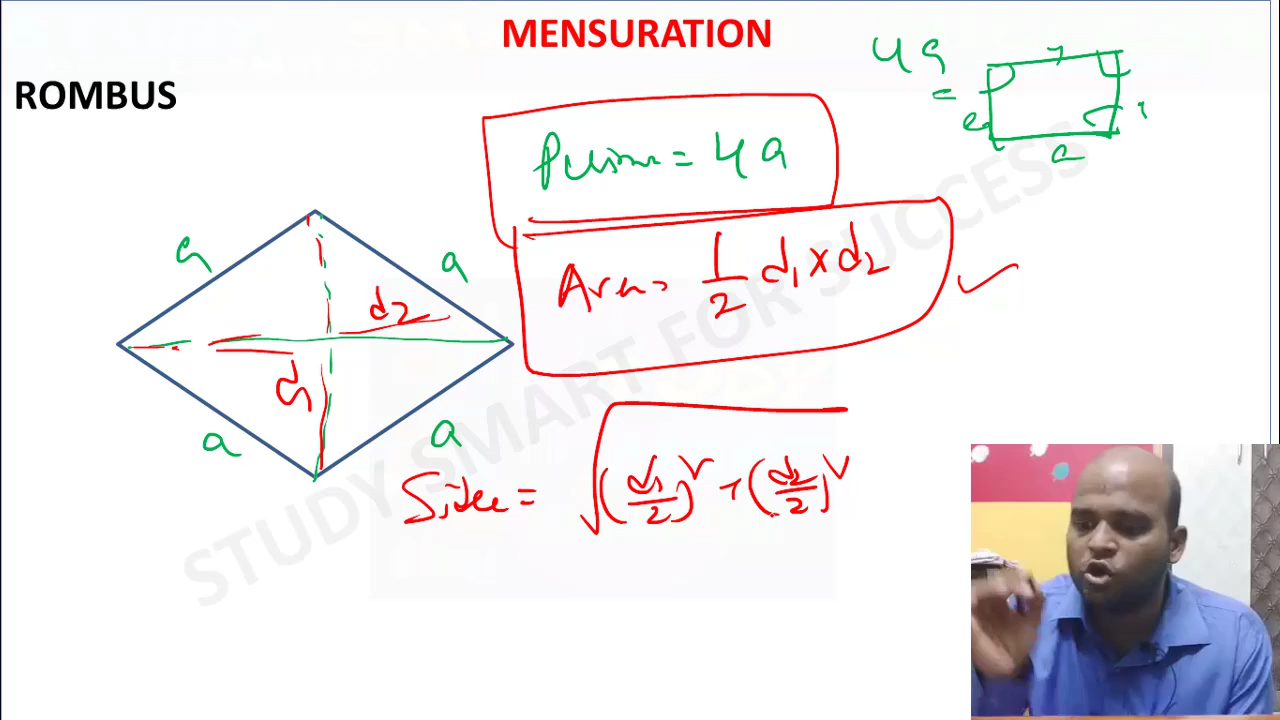 MENSURATION
ROMBUS
4a
a
a
Perim = 4a
Area = 1/2 d1 x d2
a
a
d2
d1
a
a
Side = √(d1/2)² + (d2/2)²
STUDY SMART FOR SUCCESS